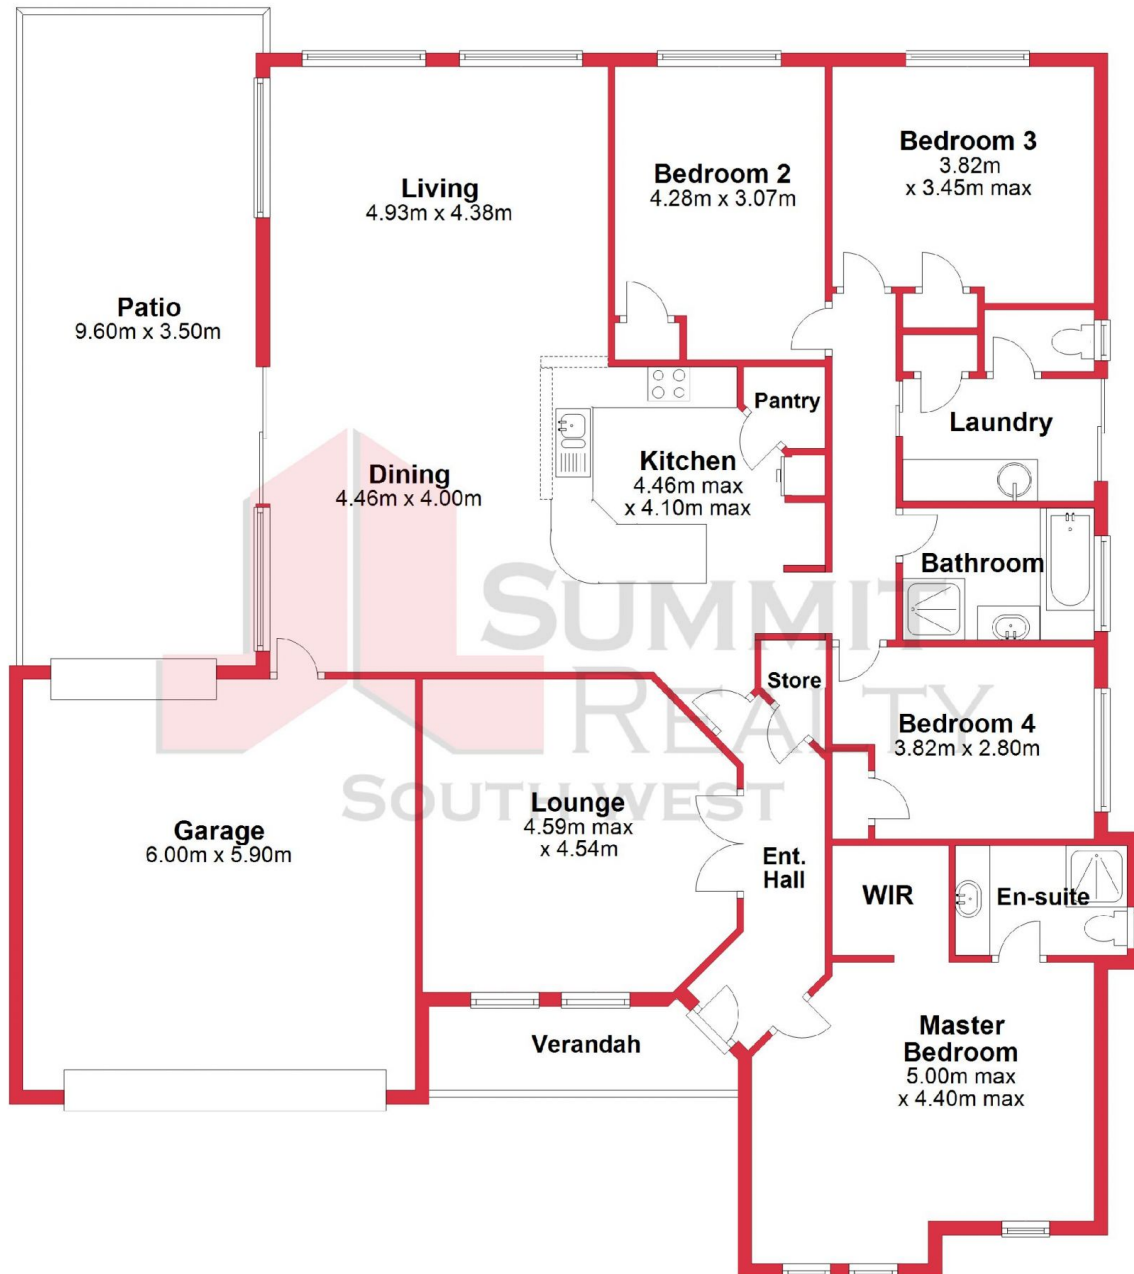 Living
4.93m x 4.38m
Bedroom 2
4.28m x 3.07m
Bedroom 3
3.82m
x 3.45m max
Patio
9.60m x 3.50m
Pantry
Laundry
Dining
4.46m x 4.00m
Kitchen
4.46m max
x 4.10m max
Bathroom
SUMMIT
REALTY
SOUTH WEST
Store
Bedroom 4
3.82m x 2.80m
Garage
6.00m x 5.90m
Lounge
4.59m max
x 4.54m
Ent.
Hall
WIR
En-suite
Verandah
Master
Bedroom
5.00m max
x 4.40m max